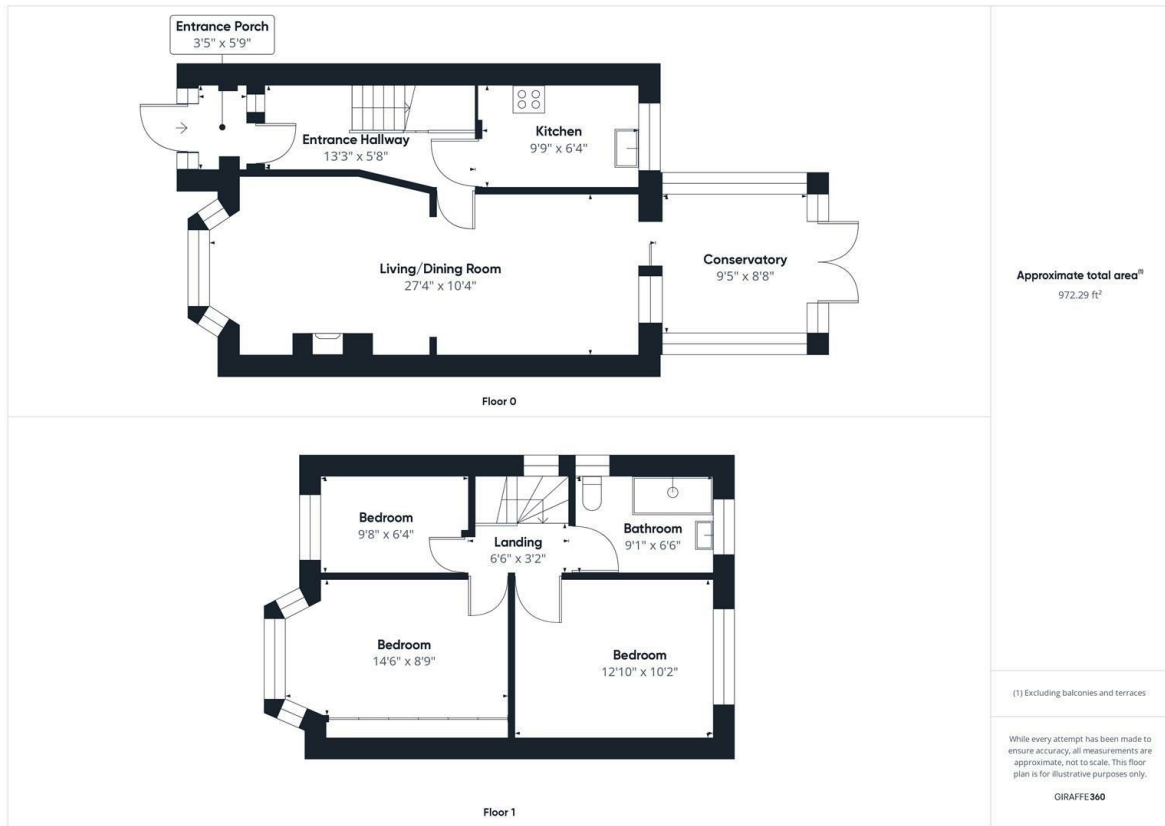 Entrance Porch
3'5" x 5'9"
Entrance Hallway
13'3" x 5'8"
Kitchen
9'9" x 6'4"
Living/Dining Room
27'4" x 10'4"
Conservatory
9'5" x 8'8"
Floor 0
Bedroom
9'8" x 6'4"
Landing
6'6" x 3'2"
Bathroom
9'1" x 6'6"
Bedroom
14'6" x 8'9"
Bedroom
12'10" x 10'2"
Floor 1
Approximate total area(1)
972.29 ft²
(1) Excluding balconies and terraces
While every attempt has been made to
ensure accuracy, all measurements are
approximate, not to scale. This floor
plan is for illustrative purposes only.
GIRAFFE360